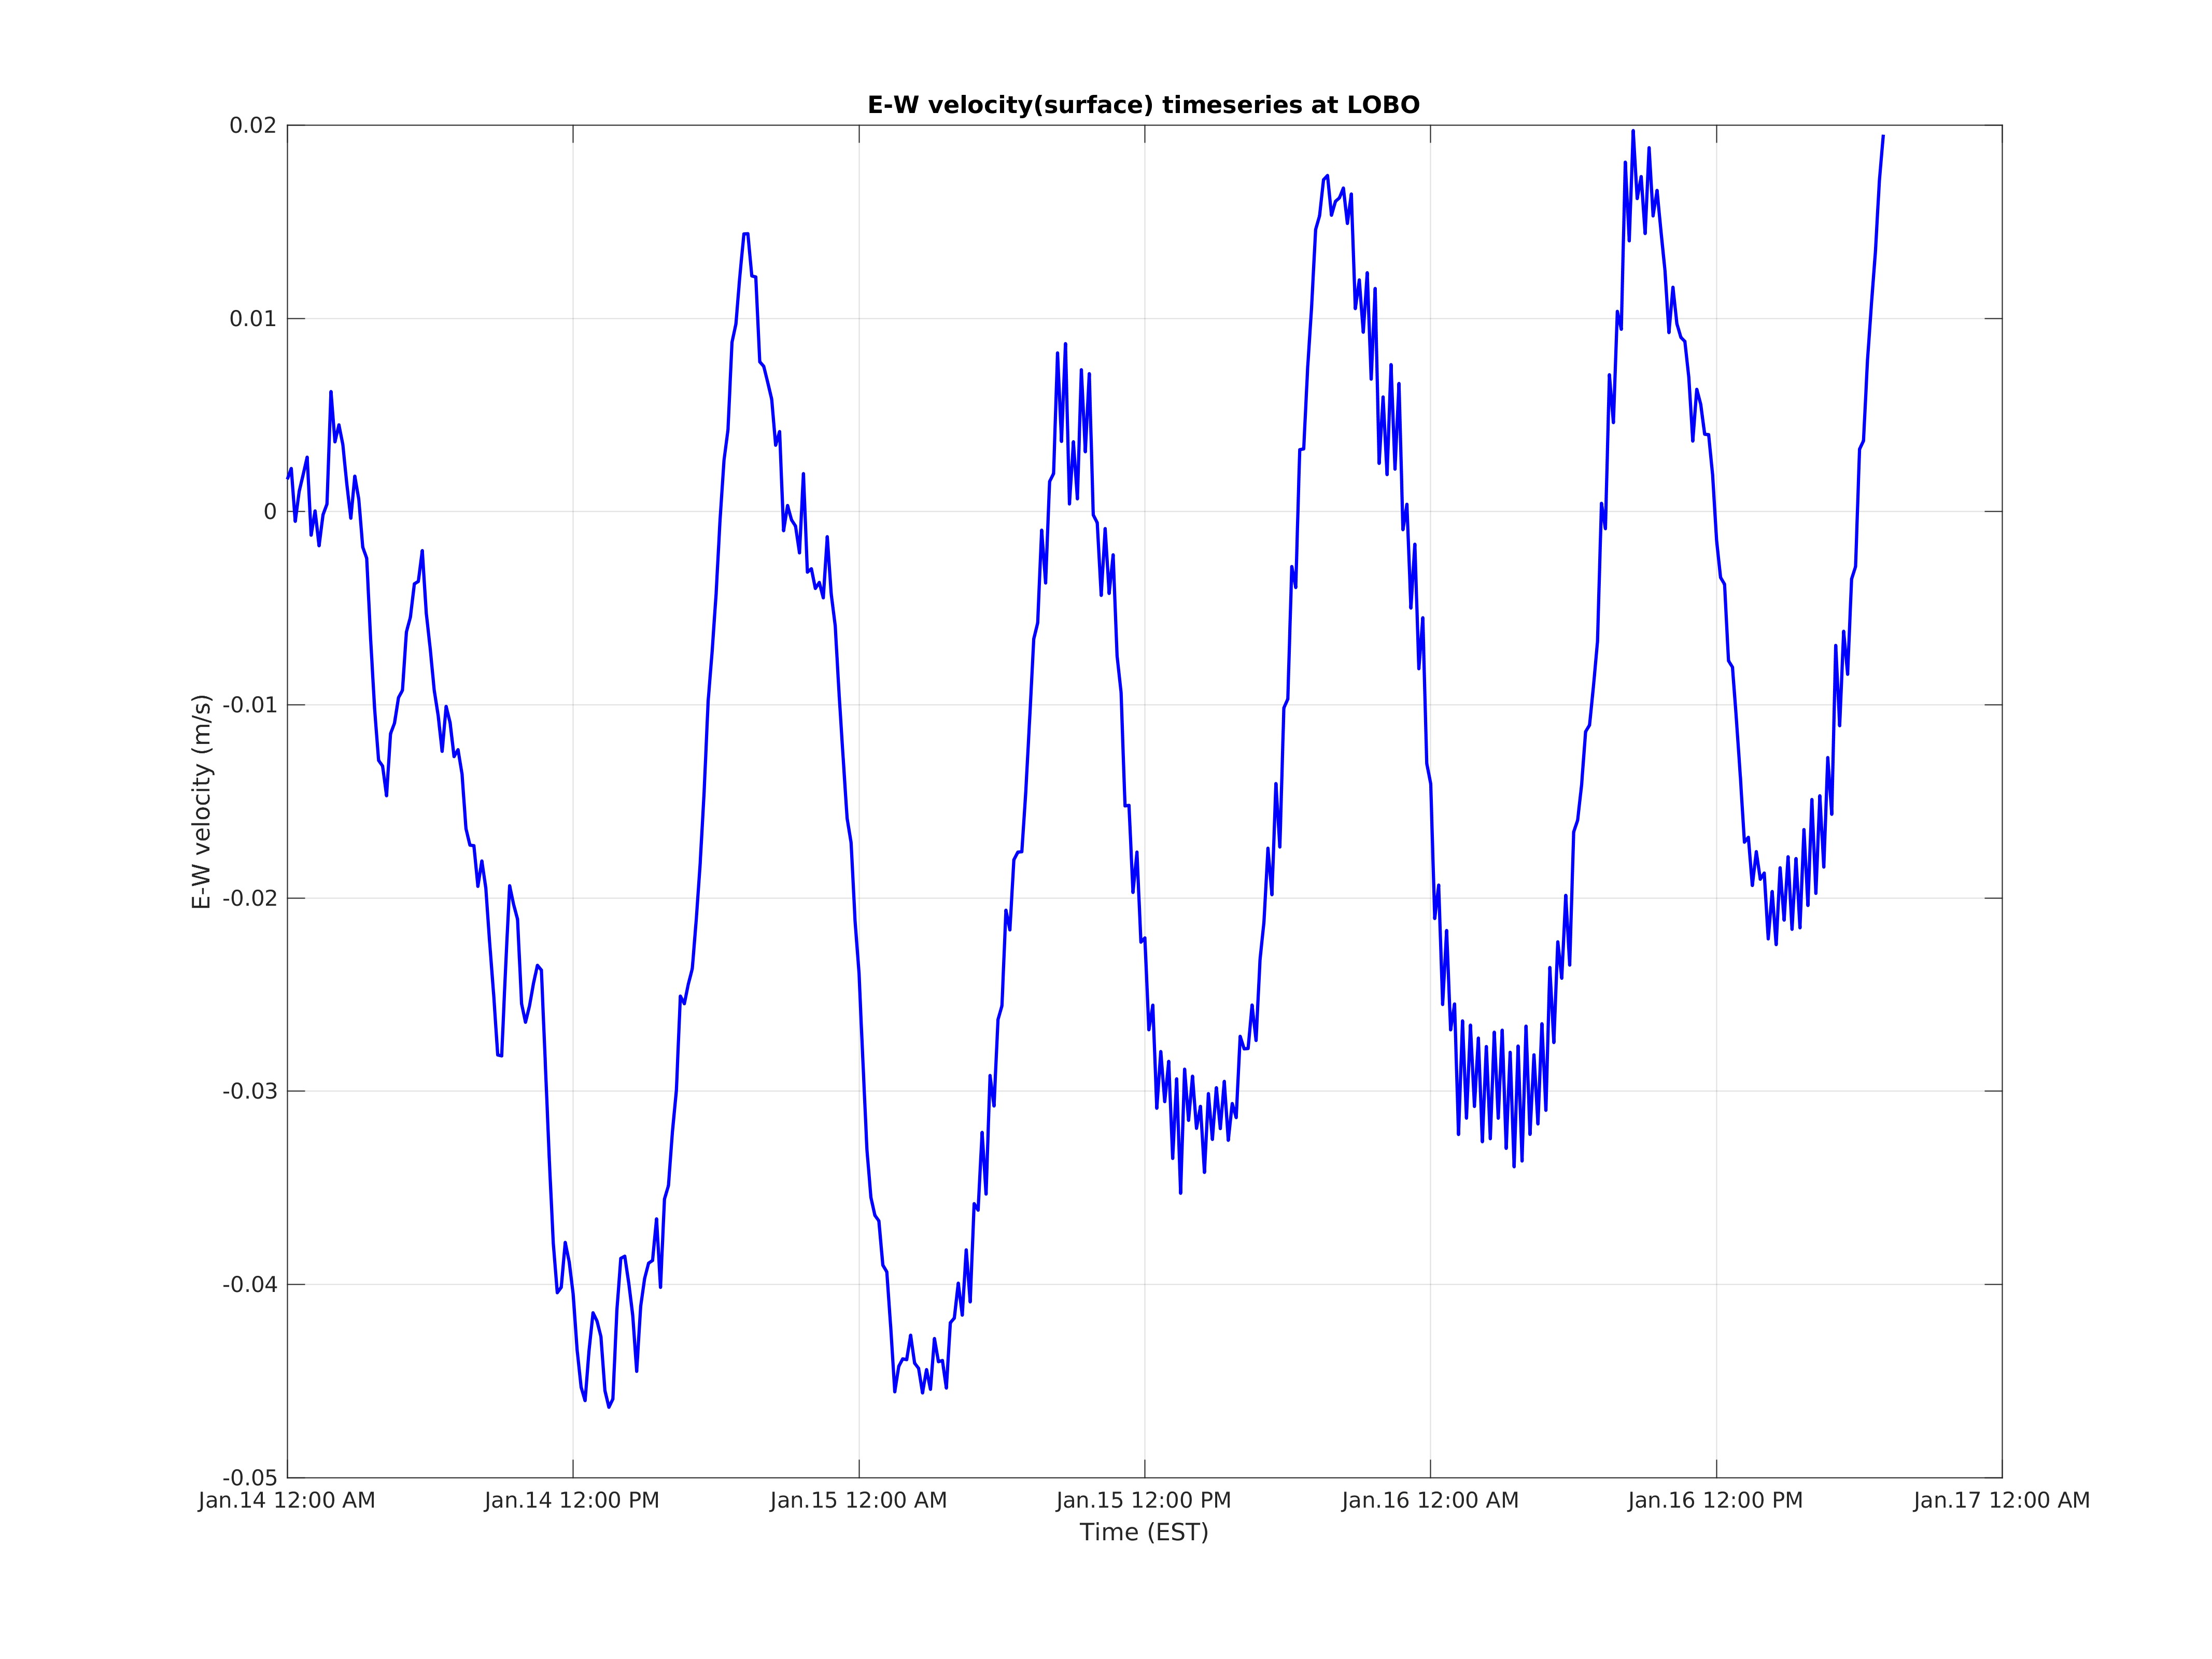 E-W velocity(surface) timeseries at LOBO
0.02
0.01
0
-0.01
-0.02
-0.03
-0.04
-0.05
E-W velocity (m/s)
Jan.14 12:00 AM
Jan.14 12:00 PM
Jan.15 12:00 AM
Jan.15 12:00 PM
Jan.16 12:00 AM
Jan.16 12:00 PM
Jan.17 12:00 AM
Time (EST)